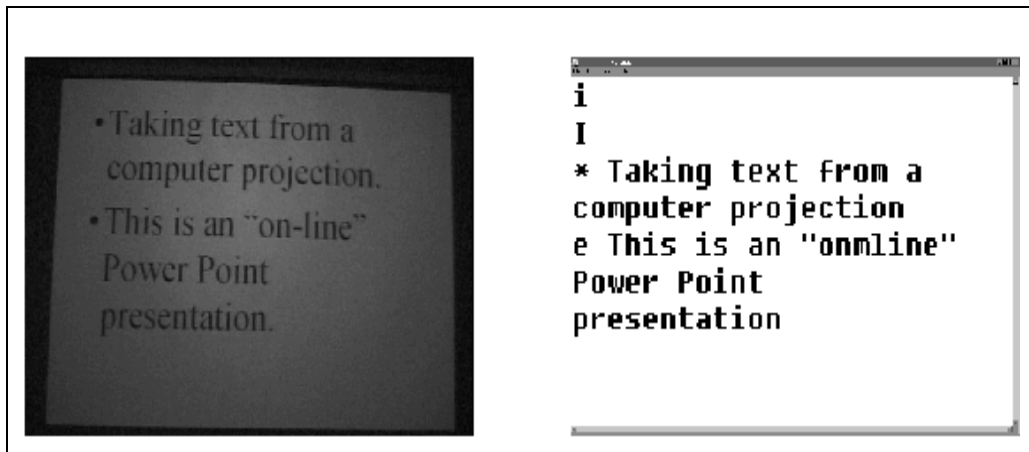 •Taking text from a
computer projection.
•This is an “on-line”
Power Point
presentation.
i
I
* Taking text from a
computer projection
e This is an "onmline"
Power Point
presentation